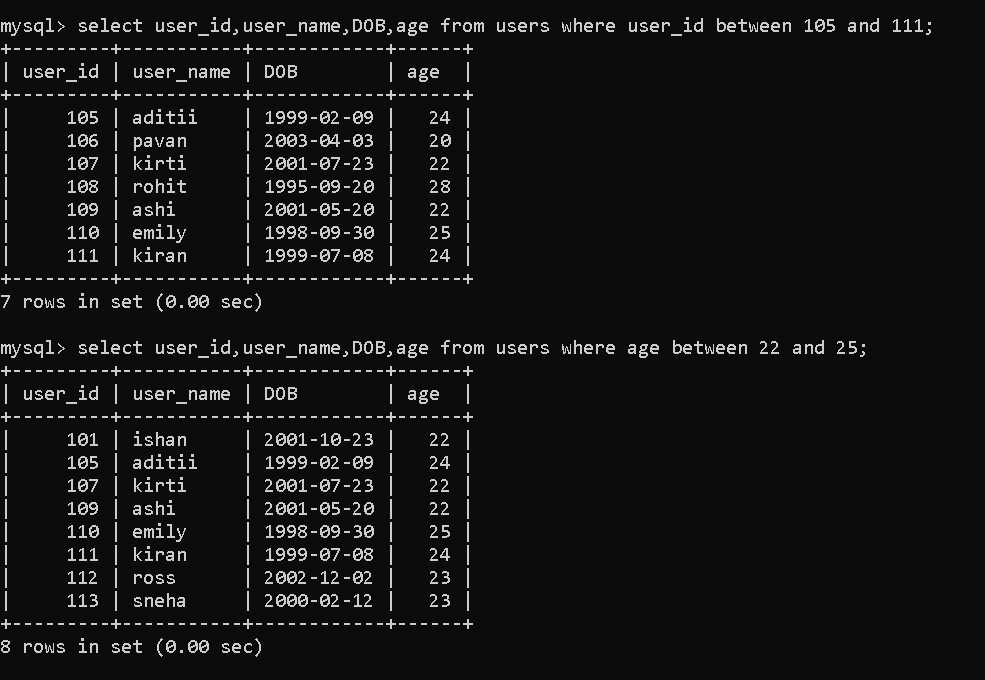 mysql> select user_id,user_name,DOB,age from users where user_id between 105 and 111;
+---------+-----------+------------+------+
| user_id | user_name | DOB        | age  |
+---------+-----------+------------+------+
|     105 | aditii    | 1999-02-09 |   24 |
|     106 | pavan     | 2003-04-03 |   20 |
|     107 | kirti     | 2001-07-23 |   22 |
|     108 | rohit     | 1995-09-20 |   28 |
|     109 | ashi      | 2001-05-20 |   22 |
|     110 | emily     | 1998-09-30 |   25 |
|     111 | kiran     | 1999-07-08 |   24 |
+---------+-----------+------------+------+
7 rows in set (0.00 sec)
mysql> select user_id,user_name,DOB,age from users where age between 22 and 25;
+---------+-----------+------------+------+
| user_id | user_name | DOB        | age  |
+---------+-----------+------------+------+
|     101 | ishan     | 2001-10-23 |   22 |
|     105 | aditii    | 1999-02-09 |   24 |
|     107 | kirti     | 2001-07-23 |   22 |
|     109 | ashi      | 2001-05-20 |   22 |
|     110 | emily     | 1998-09-30 |   25 |
|     111 | kiran     | 1999-07-08 |   24 |
|     112 | ross      | 2002-12-02 |   23 |
|     113 | sneha     | 2000-02-12 |   23 |
+---------+-----------+------------+------+
8 rows in set (0.00 sec)